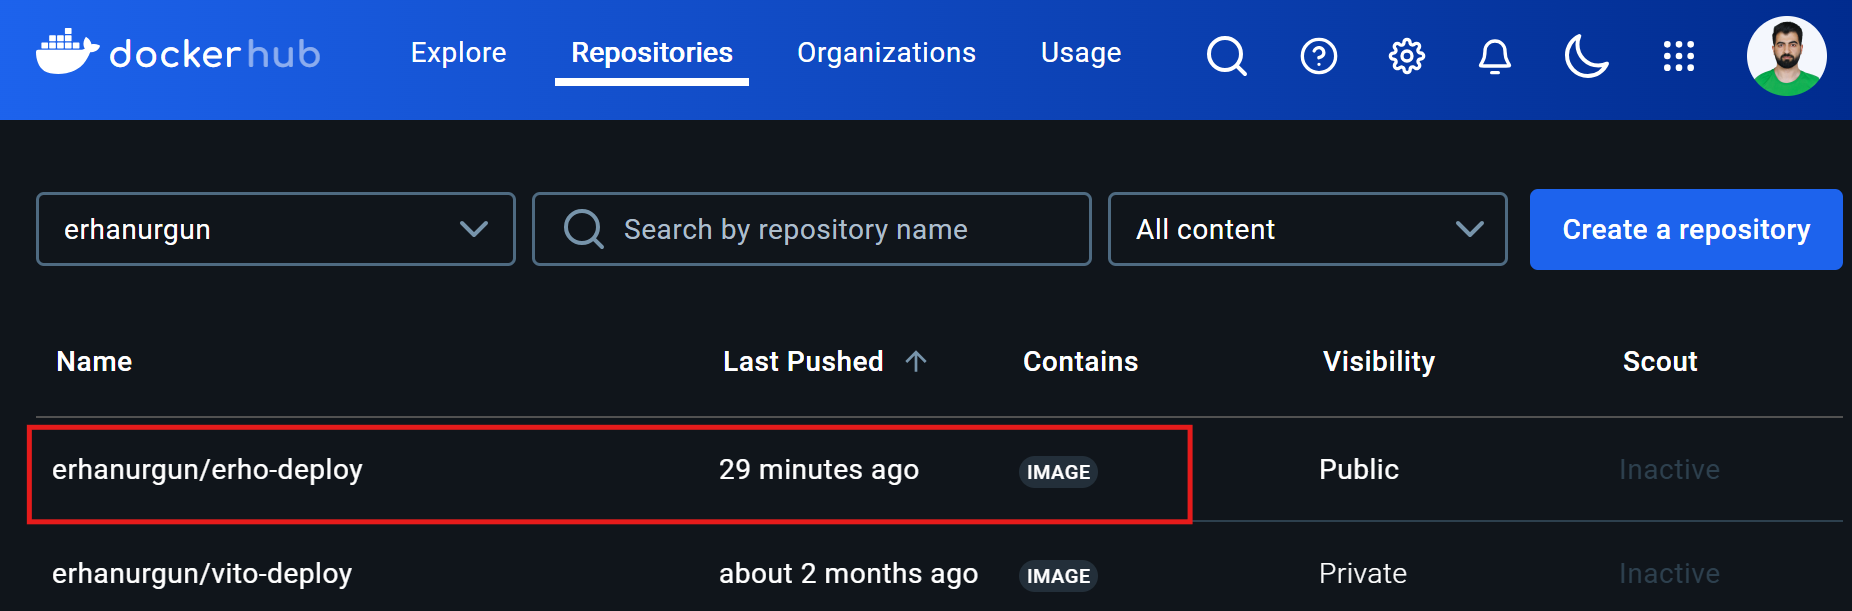 dockerhub Explore Repositories Organizations Usage
erhanurgun Search by repository name All content Create a repository
Name Last Pushed Contains Visibility Scout
erhanurgun/erho-deploy 29 minutes ago IMAGE Public Inactive
erhanurgun/vito-deploy about 2 months ago IMAGE Private Inactive